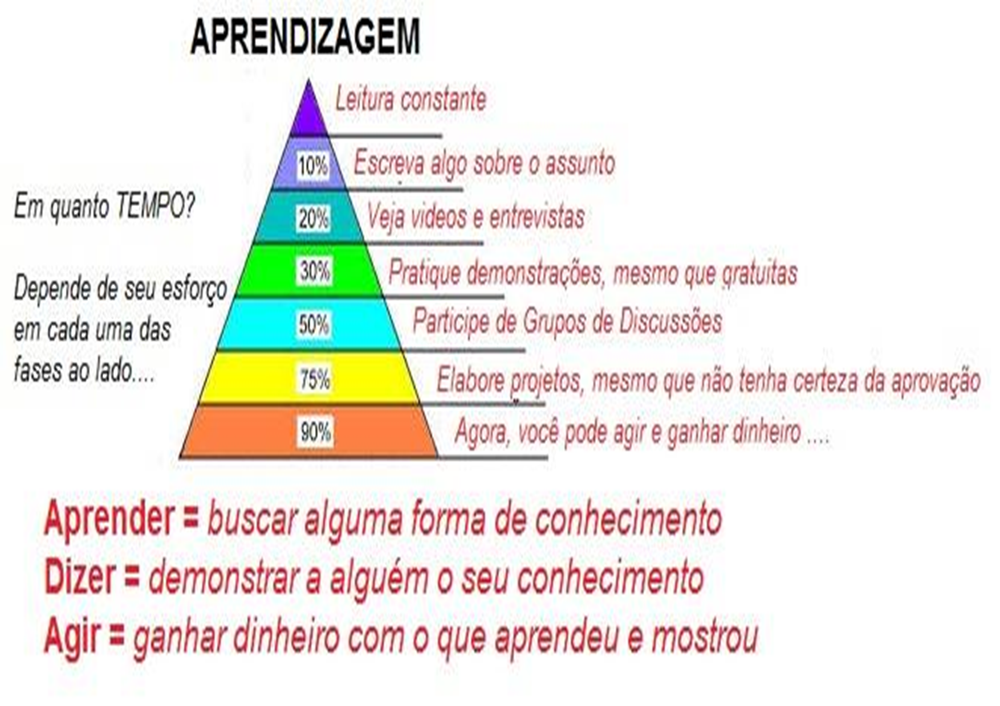 APRENDIZAGEM
Leitura constante
10% Escreva algo sobre o assunto
Em quanto TEMPO?
20% Veja videos e entrevistas
30% Pratique demonstrações, mesmo que gratuitas
Depende de seu esforço
em cada uma das
fases ao lado....
50% Participe de Grupos de Discussões
75% Elabore projetos, mesmo que não tenha certeza da aprovação
90% Agora, você pode agir e ganhar dinheiro ....
Aprender = buscar alguma forma de conhecimento
Dizer = demonstrar a alguém o seu conhecimento
Agir = ganhar dinheiro com o que aprendeu e mostrou